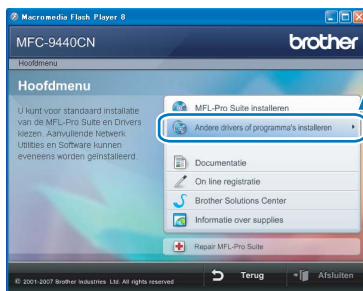 Macromedia Flash Player 8
MFC-9440CN
brother
Hoofdmenu
Hoofdmenu
U kunt voor standaard installatie
van de MFL-Pro Suite en Drivers
kiezen. Aanvullende Netwerk
Utilities en Software kunnen
eveneens worden geïnstalleerd.
MFL-Pro Suite installeren
Andere drivers of programma's installeren
Documentatie
On line registratie
Brother Solutions Center
Informatie over supplies
Repair MFL-Pro Suite
© 2001-2007 Brother Industries Ltd. All rights reserved
Terug
Afsluiten